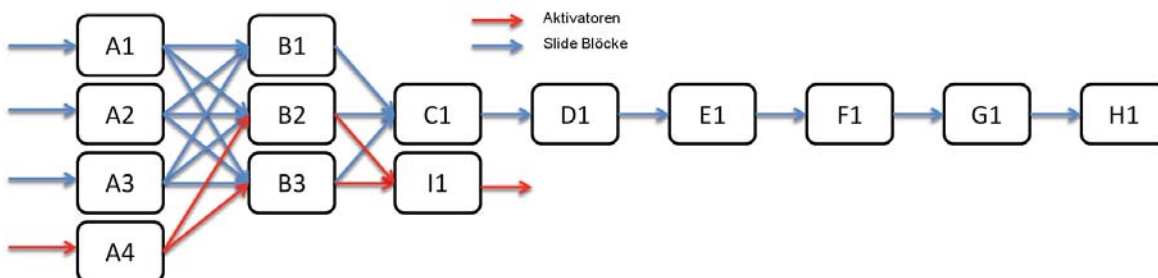 Aktivatoren
Slide Blöcke
A1
B1
A2
B2
C1
D1
E1
F1
G1
H1
A3
B3
I1
A4